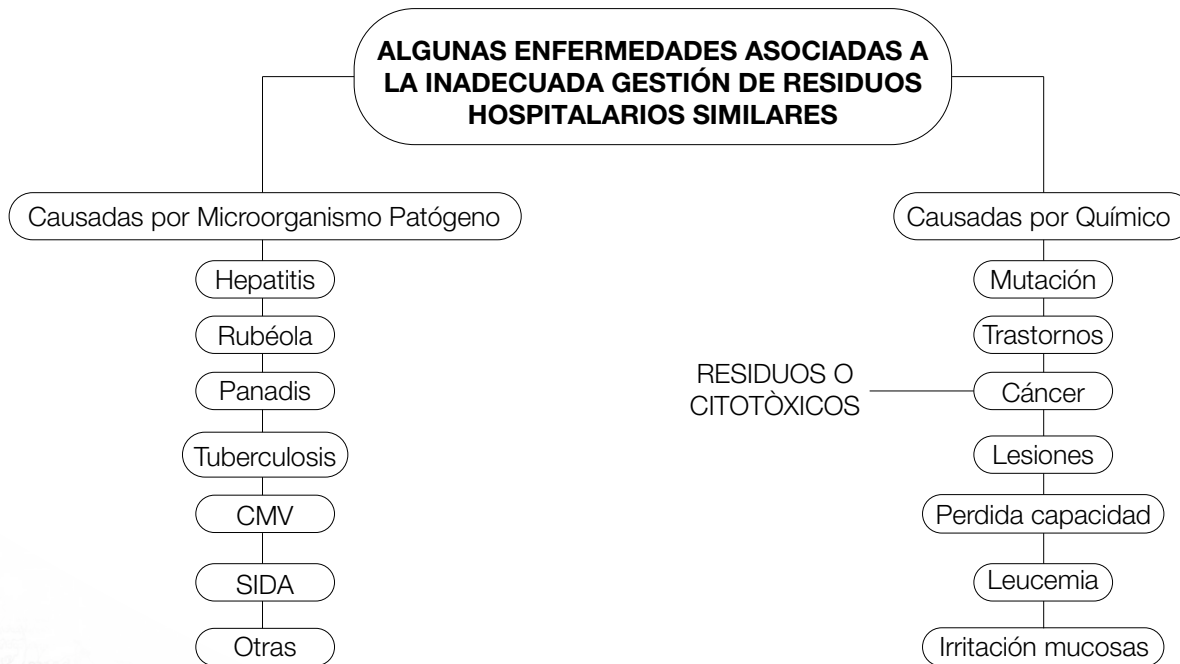 ALGUNAS ENFERMEDADES ASOCIADAS A
LA INADECUADA GESTIÓN DE RESIDUOS
HOSPITALARIOS SIMILARES
Causadas por Microorganismo Patógeno
Hepatitis
Rubéola
Panadis
Tuberculosis
CMV
SIDA
Otras
Causadas por Químico
Mutación
Trastornos
RESIDUOS O
CITOTÒXICOS
Cáncer
Lesiones
Perdida capacidad
Leucemia
Irritación mucosas